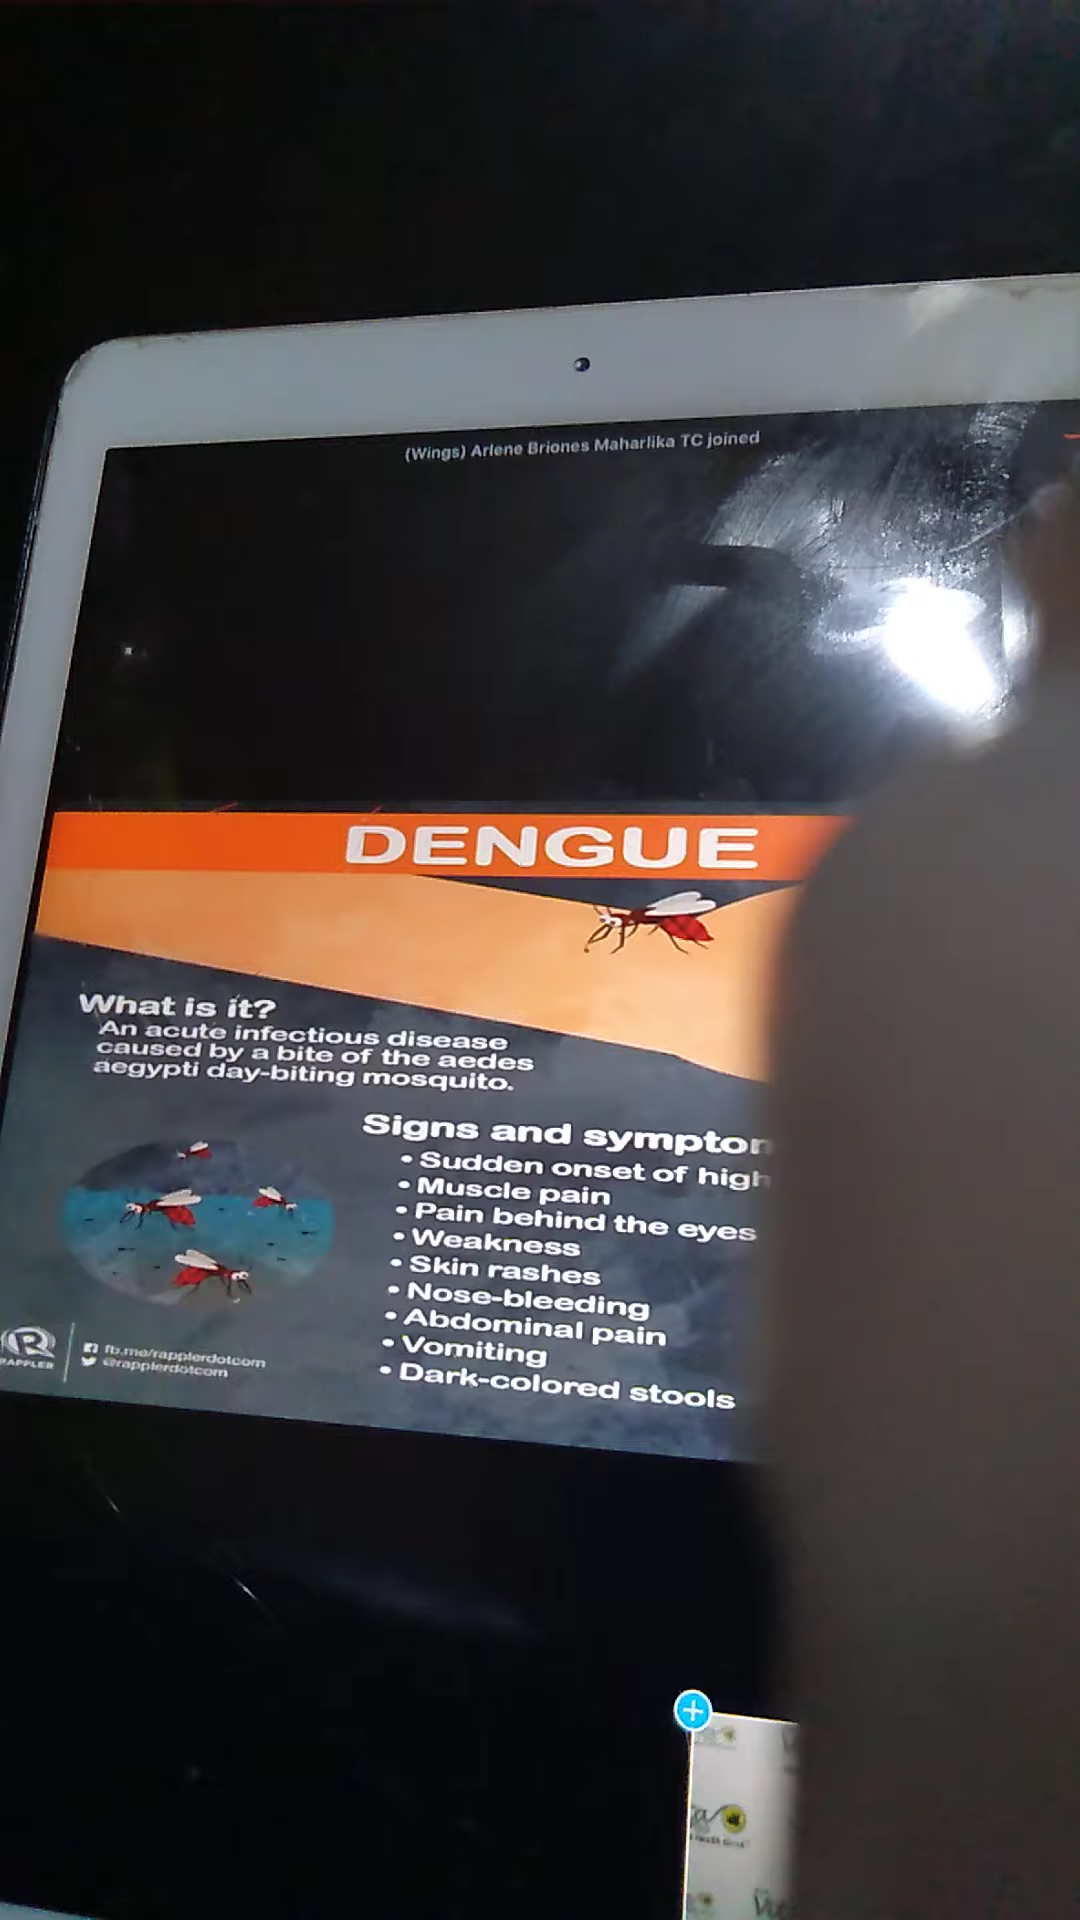 (Wings) Arlene Briones Maharlika TC joined
DENGUE
What is it?
An acute infectious disease
caused by a bite of the aedes
aegypti day-biting mosquito.
Signs and symptom
• Sudden onset of high
• Muscle pain
• Pain behind the eyes
• Weakness
• Skin rashes
• Nose-bleeding
• Abdominal pain
• Vomiting
• Dark-colored stools
RAPPLER
fb.me/rapplerdotcom
@rapplerdotcom